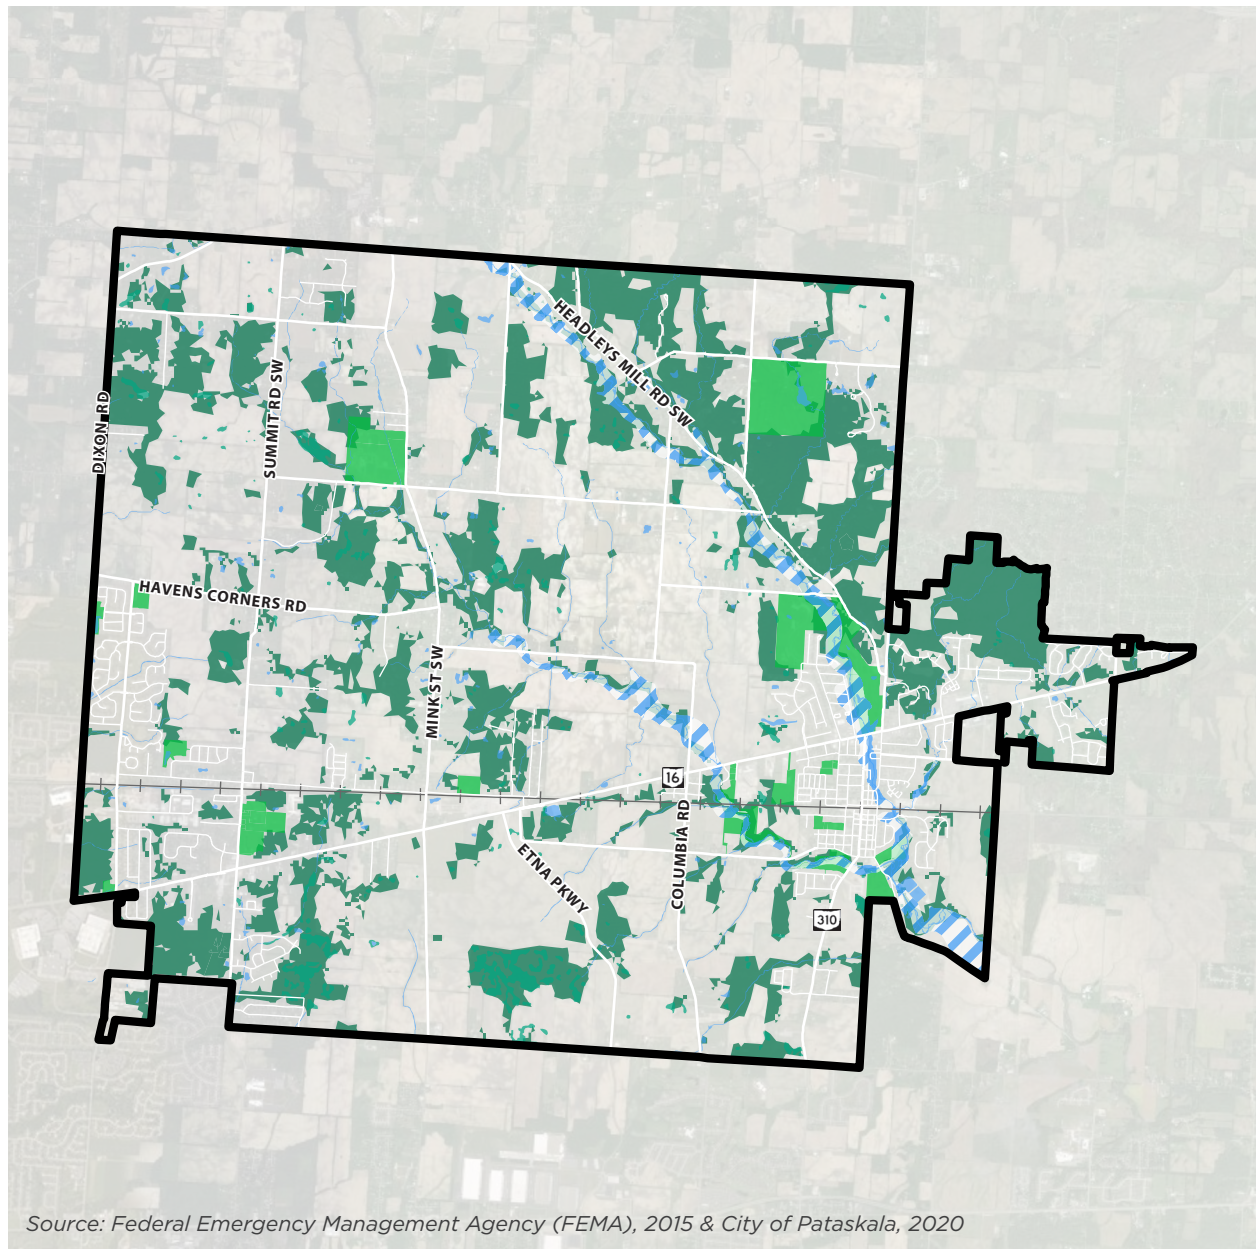 HEADLEYS MILL RD SW
DIXON RD
SUMMIT RD SW
HAVENS CORNERS RD
MINK ST SW
16
COLUMBIA RD
ETNA PKWY
310
Source: Federal Emergency Management Agency (FEMA), 2015 & City of Pataskala, 2020